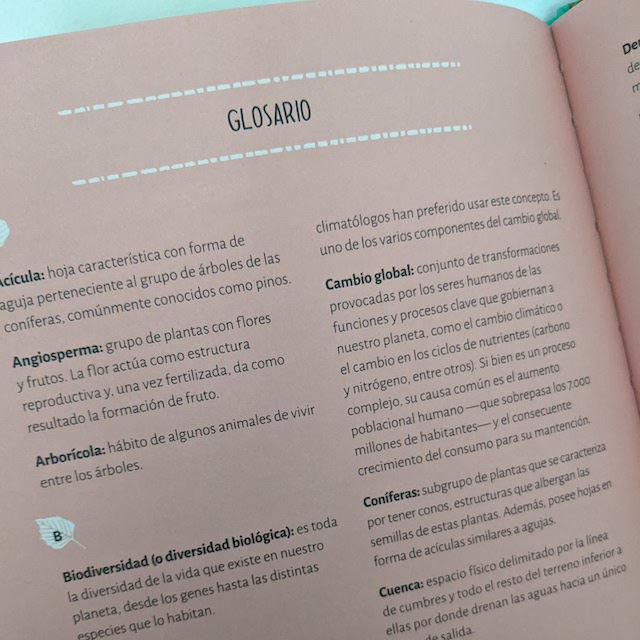 GLOSARIO
Acícula: hoja característica con forma de
aguja perteneciente al grupo de árboles de las
coníferas, comúnmente conocidos como pinos.
Angiosperma: grupo de plantas con flores
y frutos. La flor actúa como estructura
reproductiva y, una vez fertilizada, da como
resultado la formación de fruto.
Arborícola: hábito de algunos animales de vivir
entre los árboles.
B
Biodiversidad (o diversidad biológica): es toda
la diversidad de la vida que existe en nuestro
planeta, desde los genes hasta las distintas
especies que lo habitan.
climatólogos han preferido usar este concepto. Es
uno de los varios componentes del cambio global.
Cambio global: conjunto de transformaciones
provocadas por los seres humanos de las
funciones y procesos clave que gobiernan a
nuestro planeta, como el cambio climático o
el cambio en los ciclos de nutrientes (carbono
y nitrógeno, entre otros). Si bien es un proceso
complejo, su causa común es el aumento
poblacional humano —que sobrepasa los 7.000
millones de habitantes— y el consecuente
crecimiento del consumo para su mantención.
Coníferas: subgrupo de plantas que se caracteriza
por tener conos, estructuras que albergan las
semillas de estas plantas. Además, posee hojas en
forma de acículas similares a agujas.
Cuenca: espacio físico delimitado por la línea
de cumbres y todo el resto del terreno inferior a
ellas por donde drenan las aguas hacia un único
de salida.